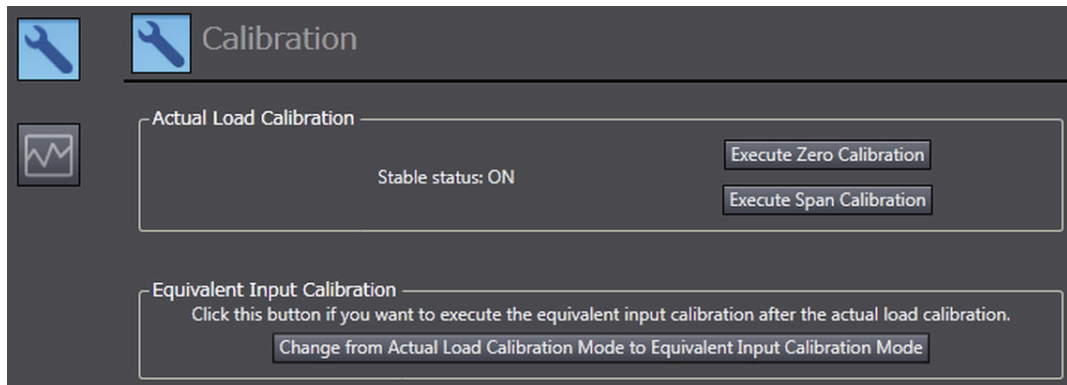 Calibration
Actual Load Calibration
Execute Zero Calibration
Stable status: ON
Execute Span Calibration
Equivalent Input Calibration
Click this button if you want to execute the equivalent input calibration after the actual load calibration.
Change from Actual Load Calibration Mode to Equivalent Input Calibration Mode